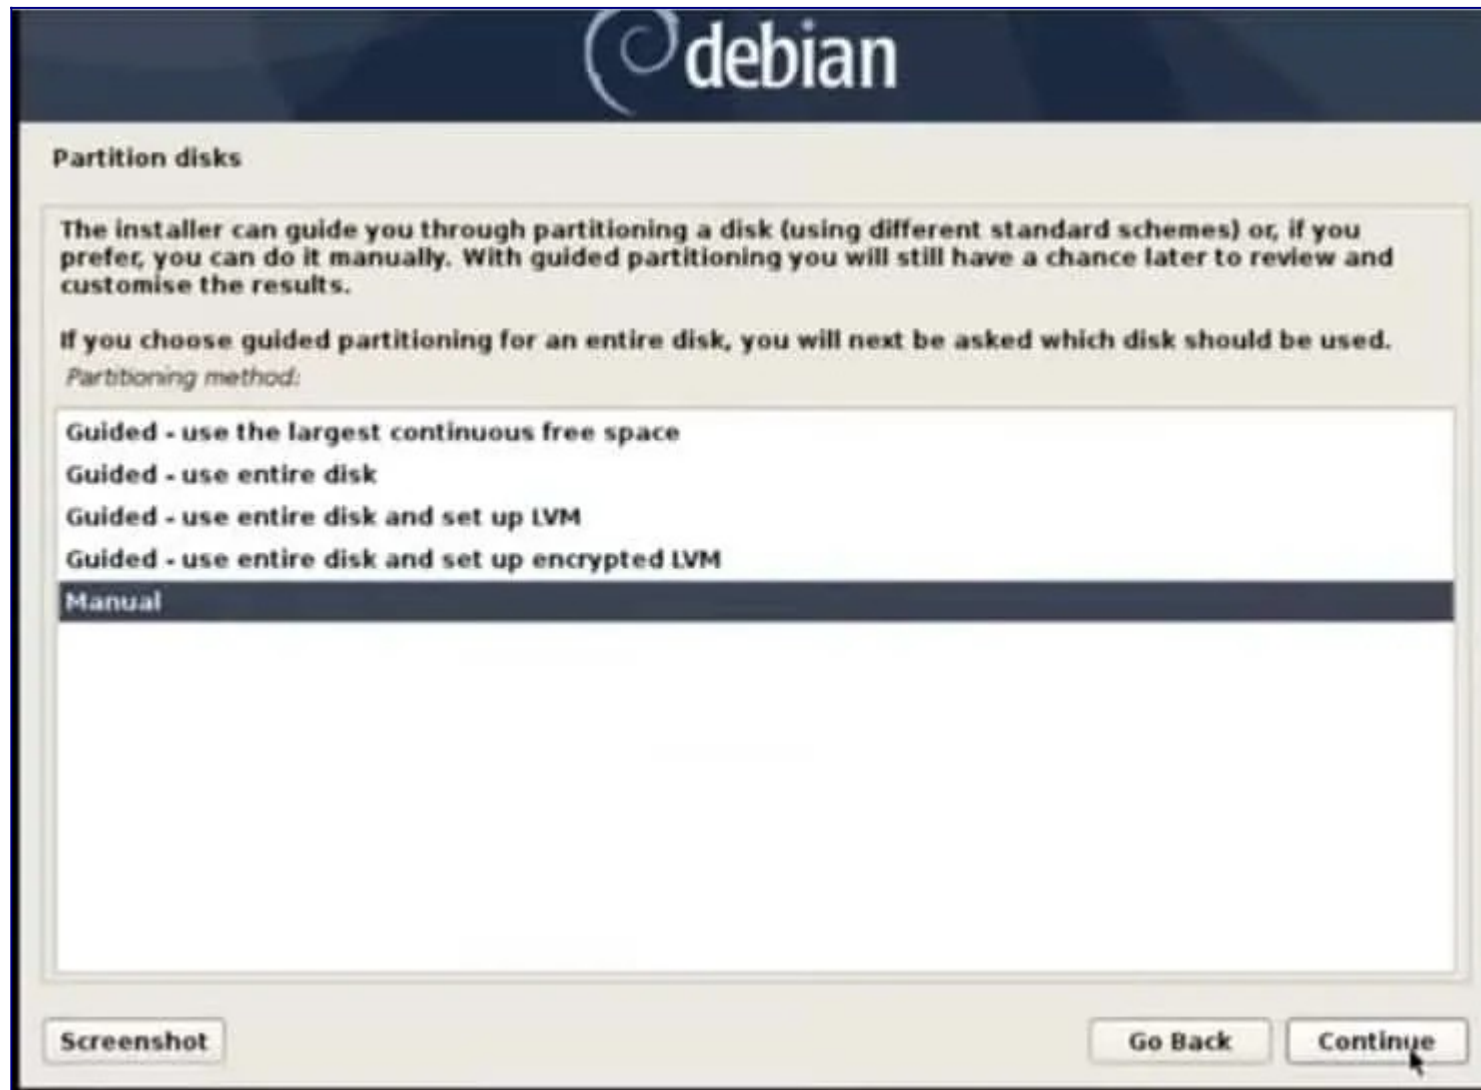 debian
Partition disks
The installer can guide you through partitioning a disk (using different standard schemes) or, if you
prefer, you can do it manually. With guided partitioning you will still have a chance later to review and
customise the results.
If you choose guided partitioning for an entire disk, you will next be asked which disk should be used.
Partitioning method:
Guided - use the largest continuous free space
Guided - use entire disk
Guided - use entire disk and set up LVM
Guided - use entire disk and set up encrypted LVM
Manual
Screenshot
Go Back
Continue